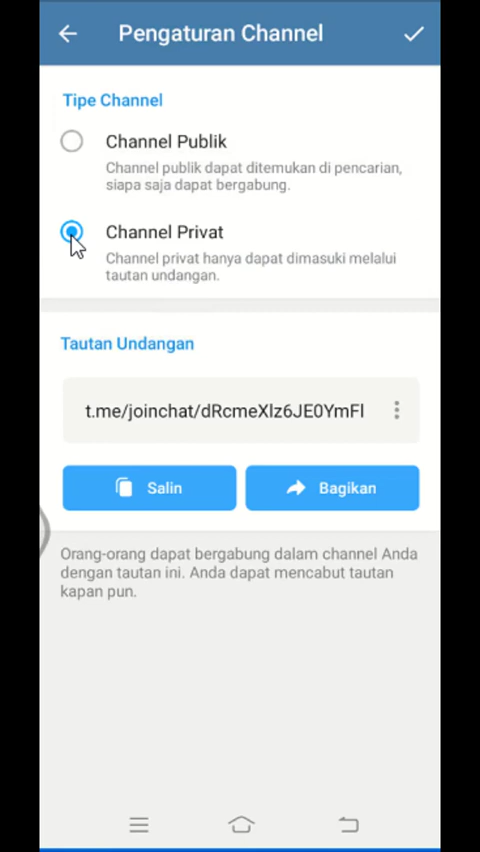 Pengaturan Channel
Tipe Channel
Channel Publik
Channel publik dapat ditemukan di pencarian,
siapa saja dapat bergabung.
Channel Privat
Channel privat hanya dapat dimasuki melalui
tautan undangan.
Tautan Undangan
t.me/joinchat/dRcmeXlz6JE0YmFl
Salin
Bagikan
Orang-orang dapat bergabung dalam channel Anda
dengan tautan ini. Anda dapat mencabut tautan
kapan pun.